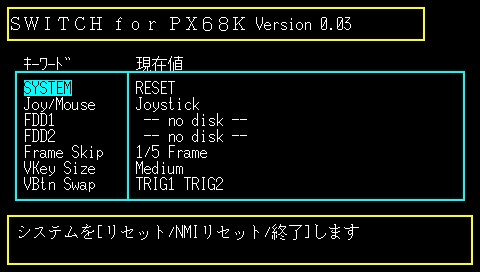 ＳＷＩＴＣＨ ｆｏｒ ＰＸ６８Ｋ Version 0.03
ｷｰﾜｰﾄﾞ 現在値
SYSTEM RESET
Joy/Mouse Joystick
FDD1 -- no disk --
FDD2 -- no disk --
Frame Skip 1/5 Frame
VKey Size Medium
VBtn Swap TRIG1 TRIG2
システムを[リセット/NMIリセット/終了]します